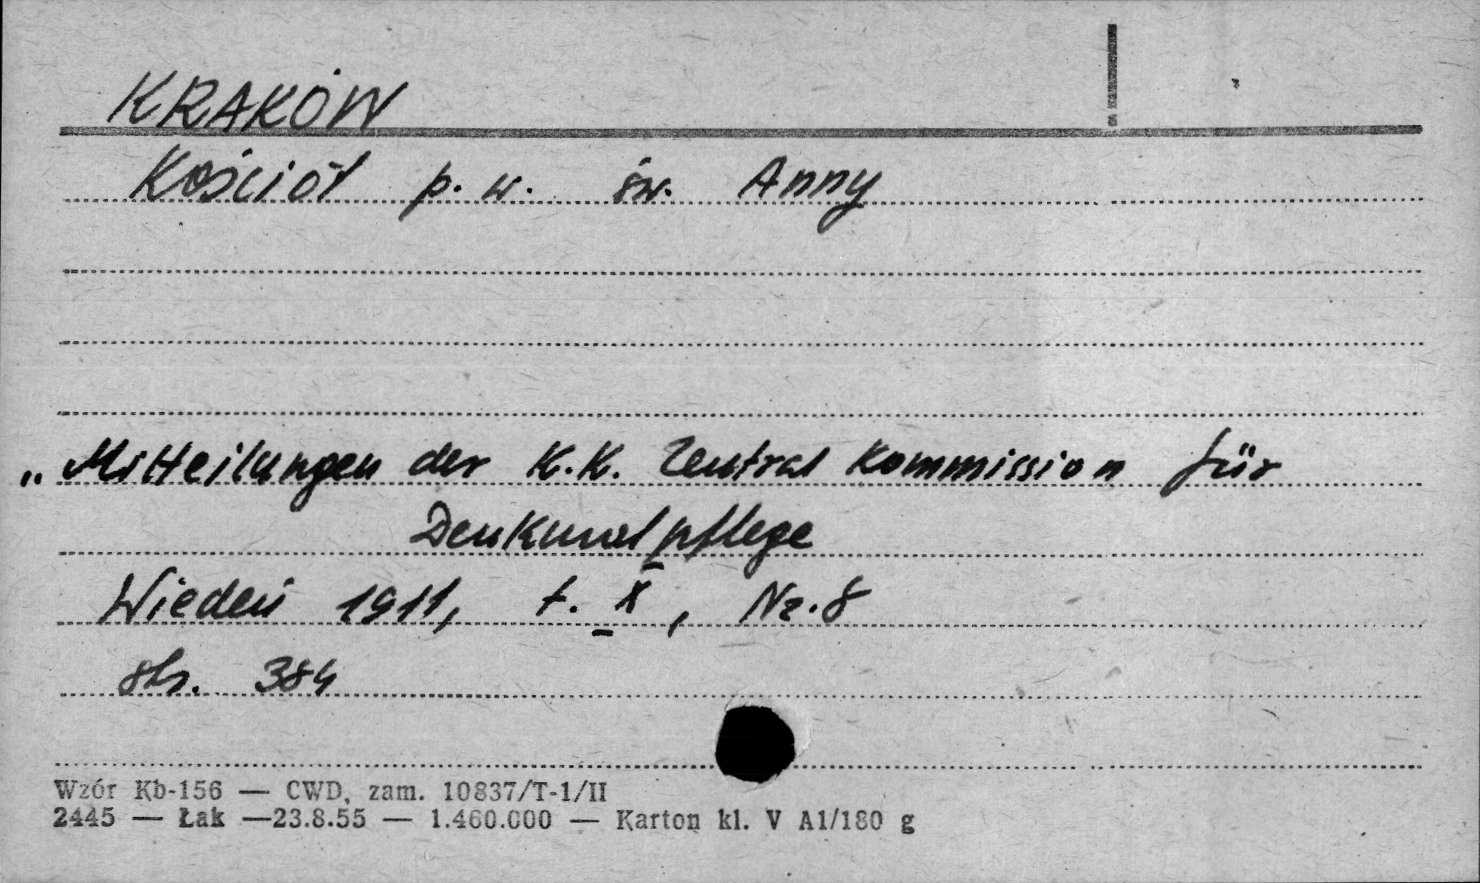 KRAKÓW
Kościół p. w. św. Anny
„Mitteilungen der K.K. Zentral Kommission für
Denkmalpflege
Wiedeń 1911, t. X, Nr. 8
str. 384
Wzór Kb-156 — CWD, zam. 10837/T-1/II
2445 — Łak —23.8.55 — 1.460.000 — Karton kl. V A1/180 g